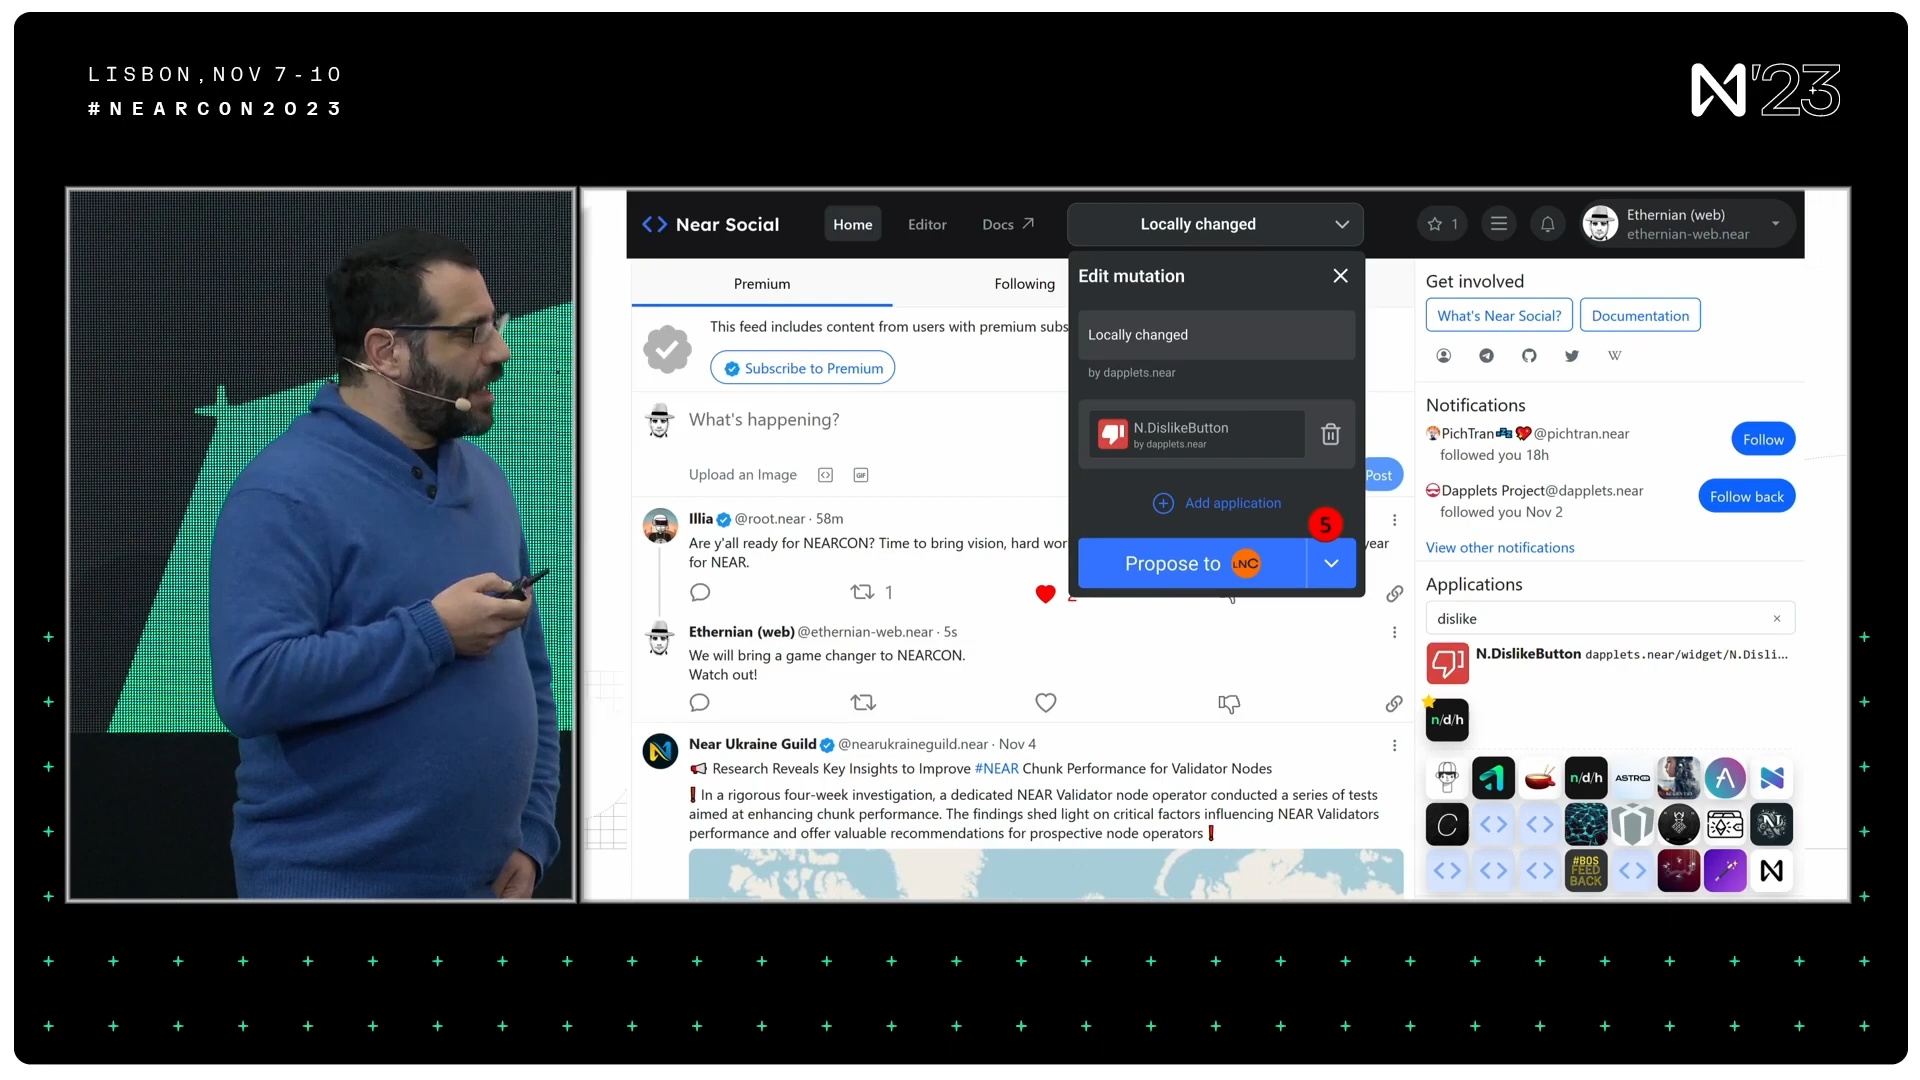 LISBON, NOV 7-10
#NEARCON2023
'23
Near Social
Home
Editor
Docs
Locally changed
1
Ethernian (web)
ethernian-web.near
Premium
Following
This feed includes content from users with premium subs
Subscribe to Premium
What's happening?
Upload an Image
GIF
Post
Edit mutation
Locally changed
by dapplets.near
N.DislikeButton
by dapplets.near
Add application
5
Propose to LNC
Illia @root.near · 58m
Are y'all ready for NEARCON? Time to bring vision, hard wor
year
for NEAR.
1
Ethernian (web) @ethernian-web.near · 5s
We will bring a game changer to NEARCON.
Watch out!
Near Ukraine Guild @nearukraineguild.near · Nov 4
Research Reveals Key Insights to Improve #NEAR Chunk Performance for Validator Nodes
❗In a rigorous four-week investigation, a dedicated NEAR Validator node operator conducted a series of tests
aimed at enhancing chunk performance. The findings shed light on critical factors influencing NEAR Validators
performance and offer valuable recommendations for prospective node operators❗
Get involved
What's Near Social?
Documentation
W
Notifications
PichTran @pichtran.near
followed you 18h
Follow
Dapplets Project@dapplets.near
followed you Nov 2
Follow back
View other notifications
Applications
dislike
N.DislikeButton dapplets.near/widget/N.Disli...
n/d/h
n/d/h
ASTRO
#BOS
FEED
BACK